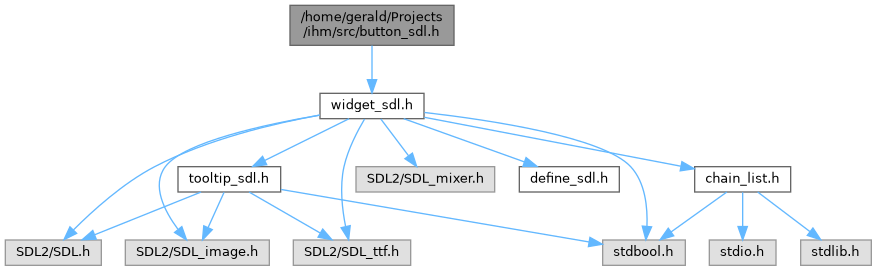 /home/gerald/Projects
/ihm/src/button_sdl.h
widget_sdl.h
tooltip_sdl.h
SDL2/SDL_mixer.h
define_sdl.h
chain_list.h
SDL2/SDL.h
SDL2/SDL_image.h
SDL2/SDL_ttf.h
stdbool.h
stdio.h
stdlib.h